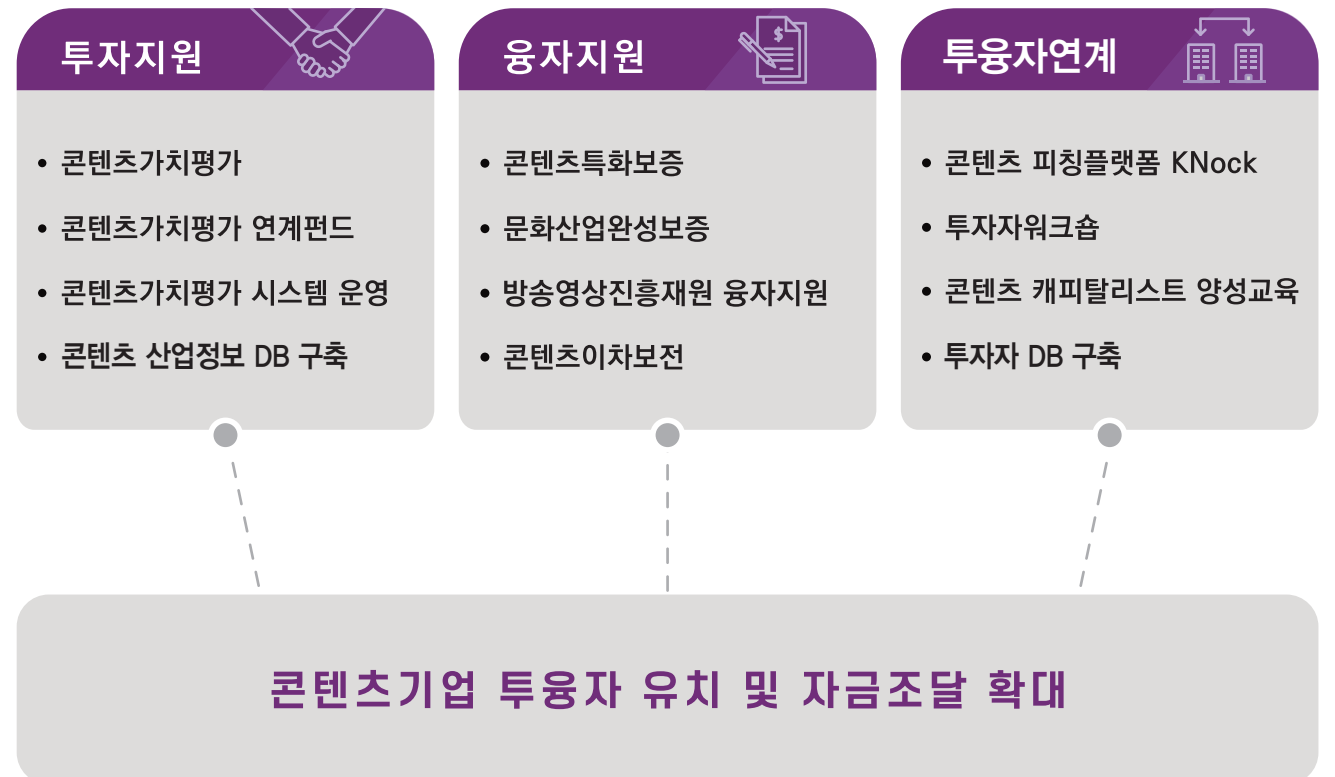 투자지원
• 콘텐츠가치평가
• 콘텐츠가치평가 연계펀드
• 콘텐츠가치평가 시스템 운영
• 콘텐츠 산업정보 DB 구축
융자지원
$
• 콘텐츠특화보증
• 문화산업완성보증
• 방송영상진흥재원 융자지원
• 콘텐츠이차보전
투융자연계
• 콘텐츠 피칭플랫폼 KNock
• 투자자워크숍
• 콘텐츠 캐피탈리스트 양성교육
• 투자자 DB 구축
콘텐츠기업 투융자 유치 및 자금조달 확대